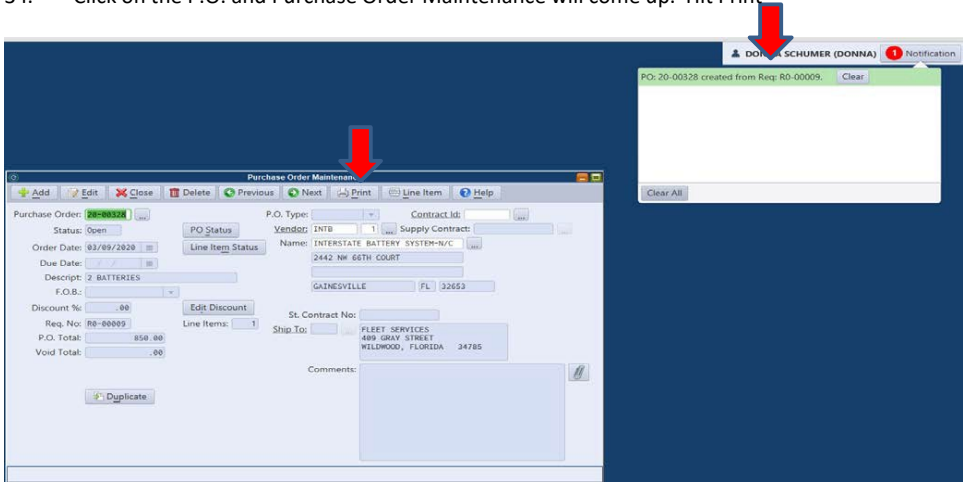 34. Click on the P.O. and Purchase Order Maintenance will come up. Hit Print
DONNA SCHUMER (DONNA) 1 Notification
PO: 20-00328 created from Req: R0-00009. Clear
Clear All
Purchase Order Maintenance
Add Edit Close Delete Previous Next Print Line Item Help
Purchase Order: 20-00328 ... P.O. Type: Contract Id: ...
Status: Open PO Status Vendor: INTB 1 ... Supply Contract: ...
Order Date: 03/09/2020 Line Item Status Name: INTERSTATE BATTERY SYSTEM-N/C ...
Due Date: / / 2442 NW 66TH COURT
Descript: 2 BATTERIES
F.O.B.: GAINESVILLE FL 32653
Discount %: .00 Edit Discount St. Contract No:
Req. No: R0-00009 Line Items: 1 Ship To: ... FLEET SERVICES
P.O. Total: 850.00 409 GRAY STREET
Void Total: .00 WILDWOOD, FLORIDA 34785
Comments:
Duplicate